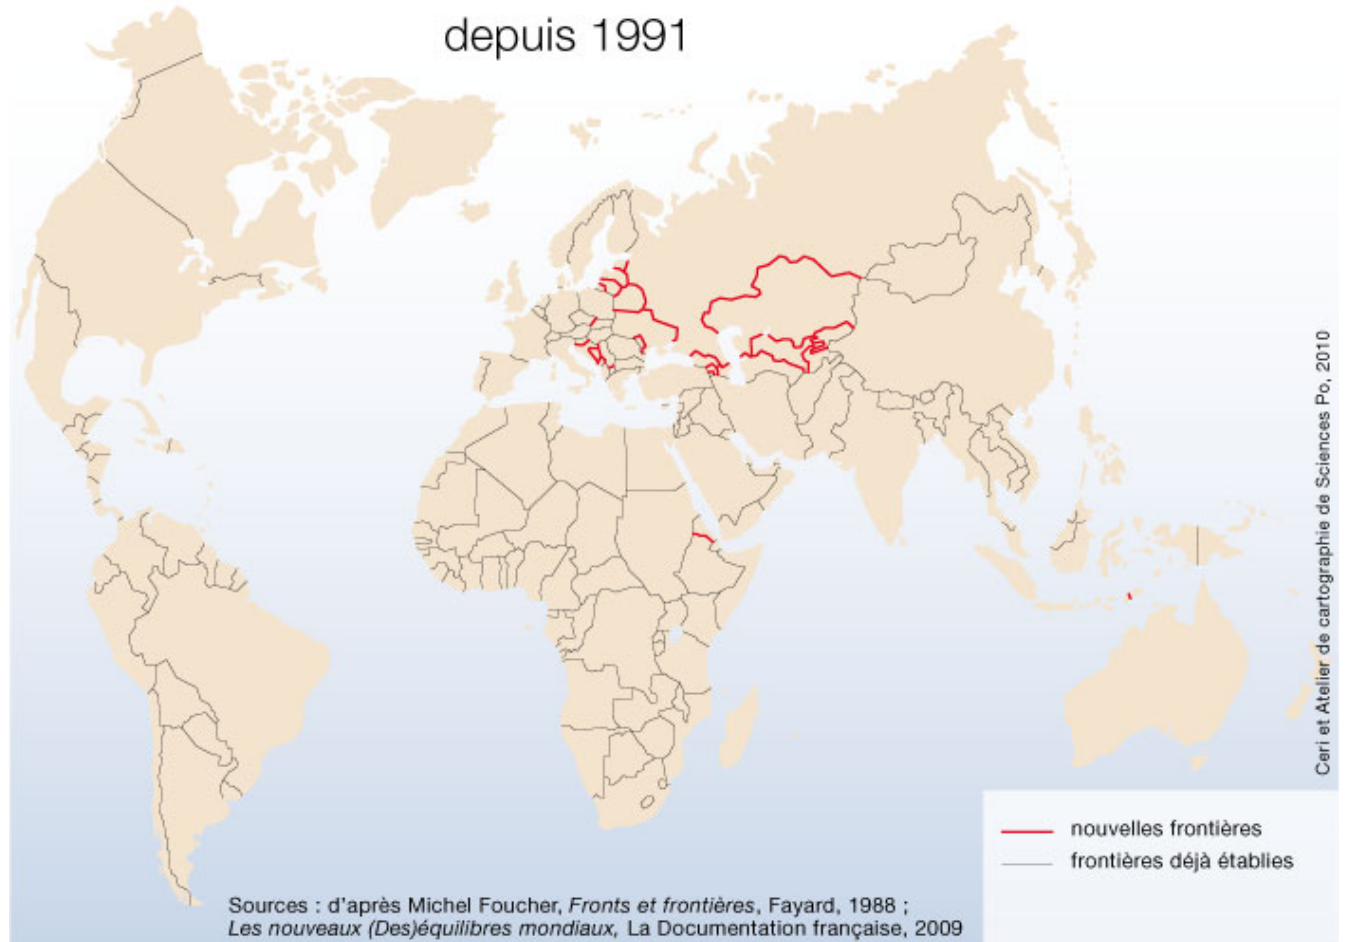 depuis 1991
Ceri et Atelier de cartographie de Sciences Po, 2010
nouvelles frontières
frontières déjà établies
Sources : d'après Michel Foucher, Fronts et frontières, Fayard, 1988 ;
Les nouveaux (Des)équilibres mondiaux, La Documentation française, 2009